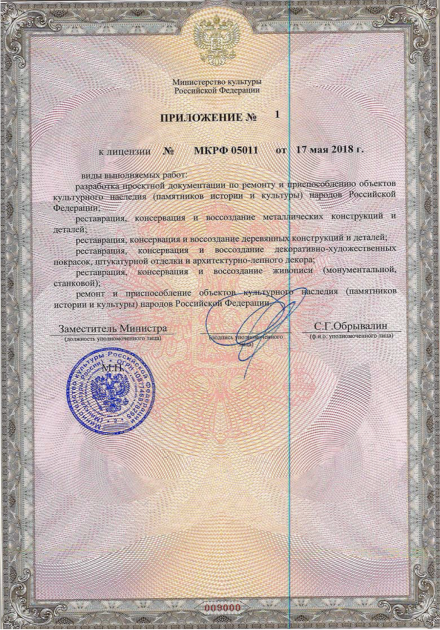 Министерство культуры
Российской Федерации
ПРИЛОЖЕНИЕ № 1
к лицензии № МКРФ 05011 от 17 мая 2018 г.
виды выполняемых работ:
разработка проектной документации по ремонту и приспособлению объектов
культурного наследия (памятников истории и культуры) народов Российской
Федерации;
реставрация, консервация и воссоздание металлических конструкций и
деталей;
реставрация, консервация и воссоздание деревянных конструкций и деталей;
реставрация, консервация и воссоздание декоративно-художественных
покрасок, штукатурной отделки и архитектурно-лепного декора;
реставрация, консервация и воссоздание живописи (монументальной,
станковой);
ремонт и приспособление объектов культурного наследия (памятников
истории и культуры) народов Российской Федерации.
Заместитель Министра С.Г.Обрывалин
(должность уполномоченного лица) (подпись уполномоченного лица) (ф.и.о. уполномоченного лица)
М.П.
Министерство культуры Российской Федерации
009000